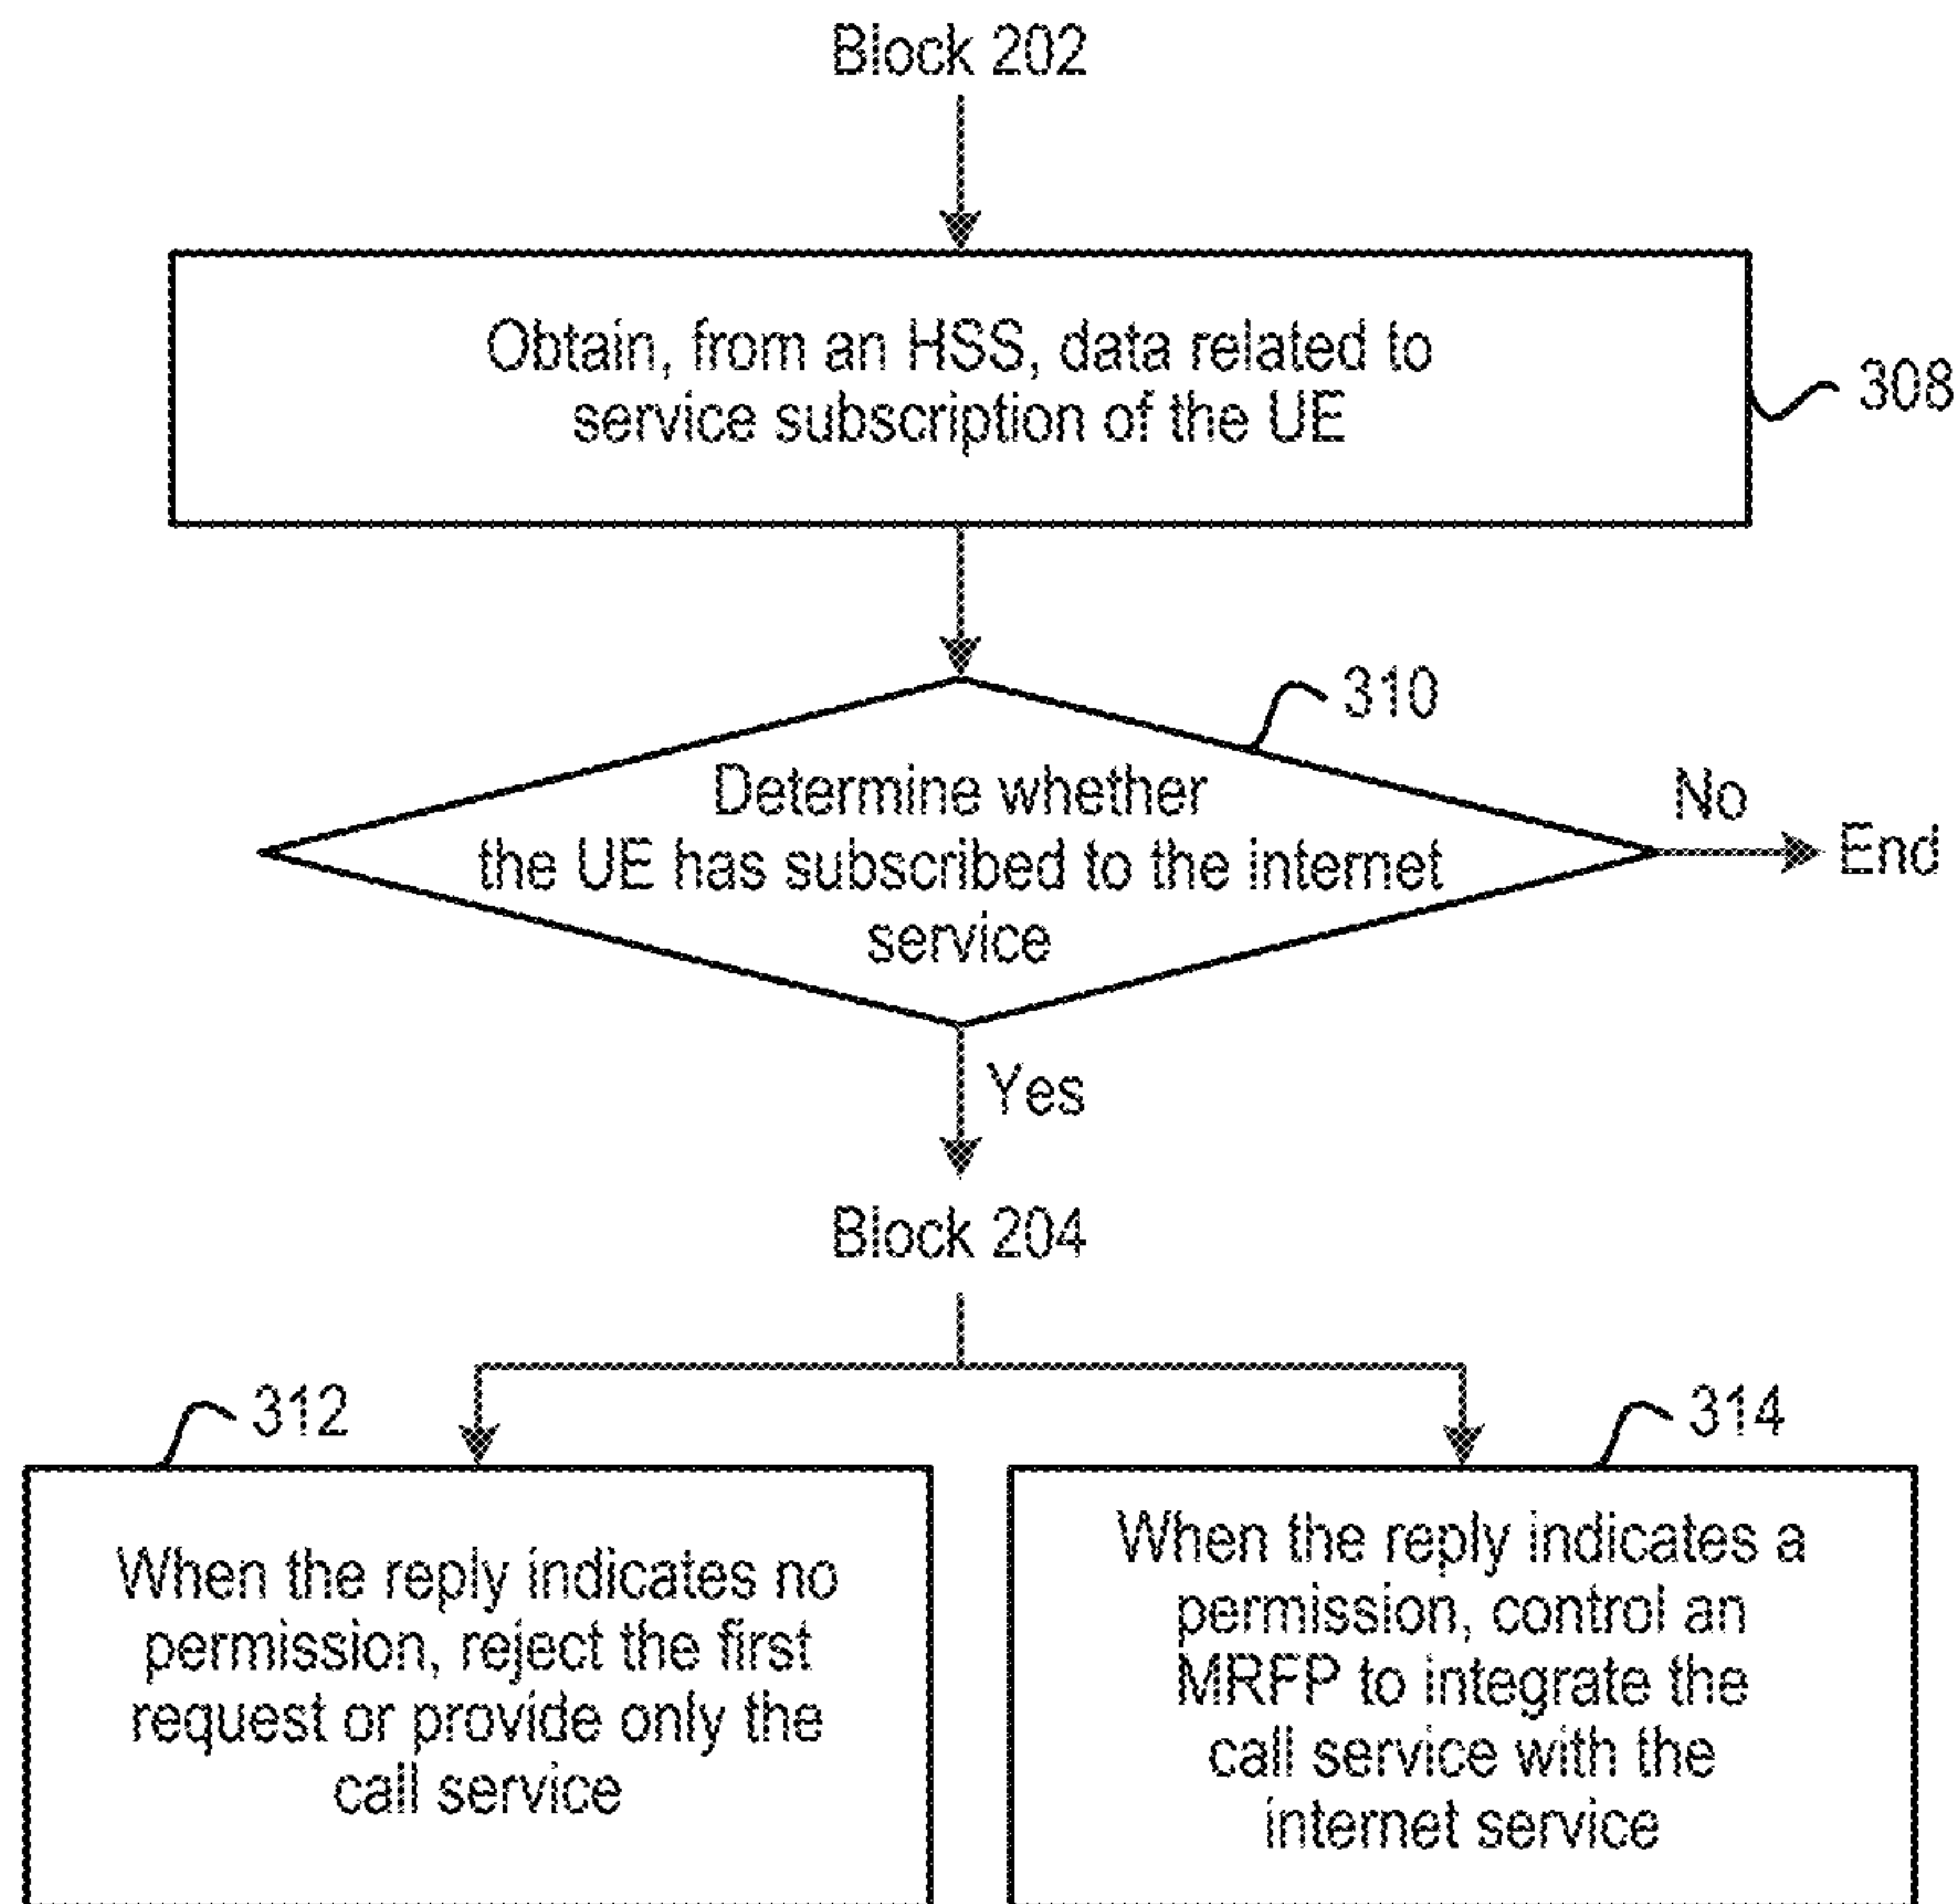 Block 202
Obtain, from an HSS, data related to
service subscription of the UE
308
310
Determine whether
the UE has subscribed to the internet
service
No
End
Yes
Block 204
312
314
When the reply indicates no
permission, reject the first
request or provide only the
call service
When the reply indicates a
permission, control an
MRFP to integrate the
call service with the
internet service